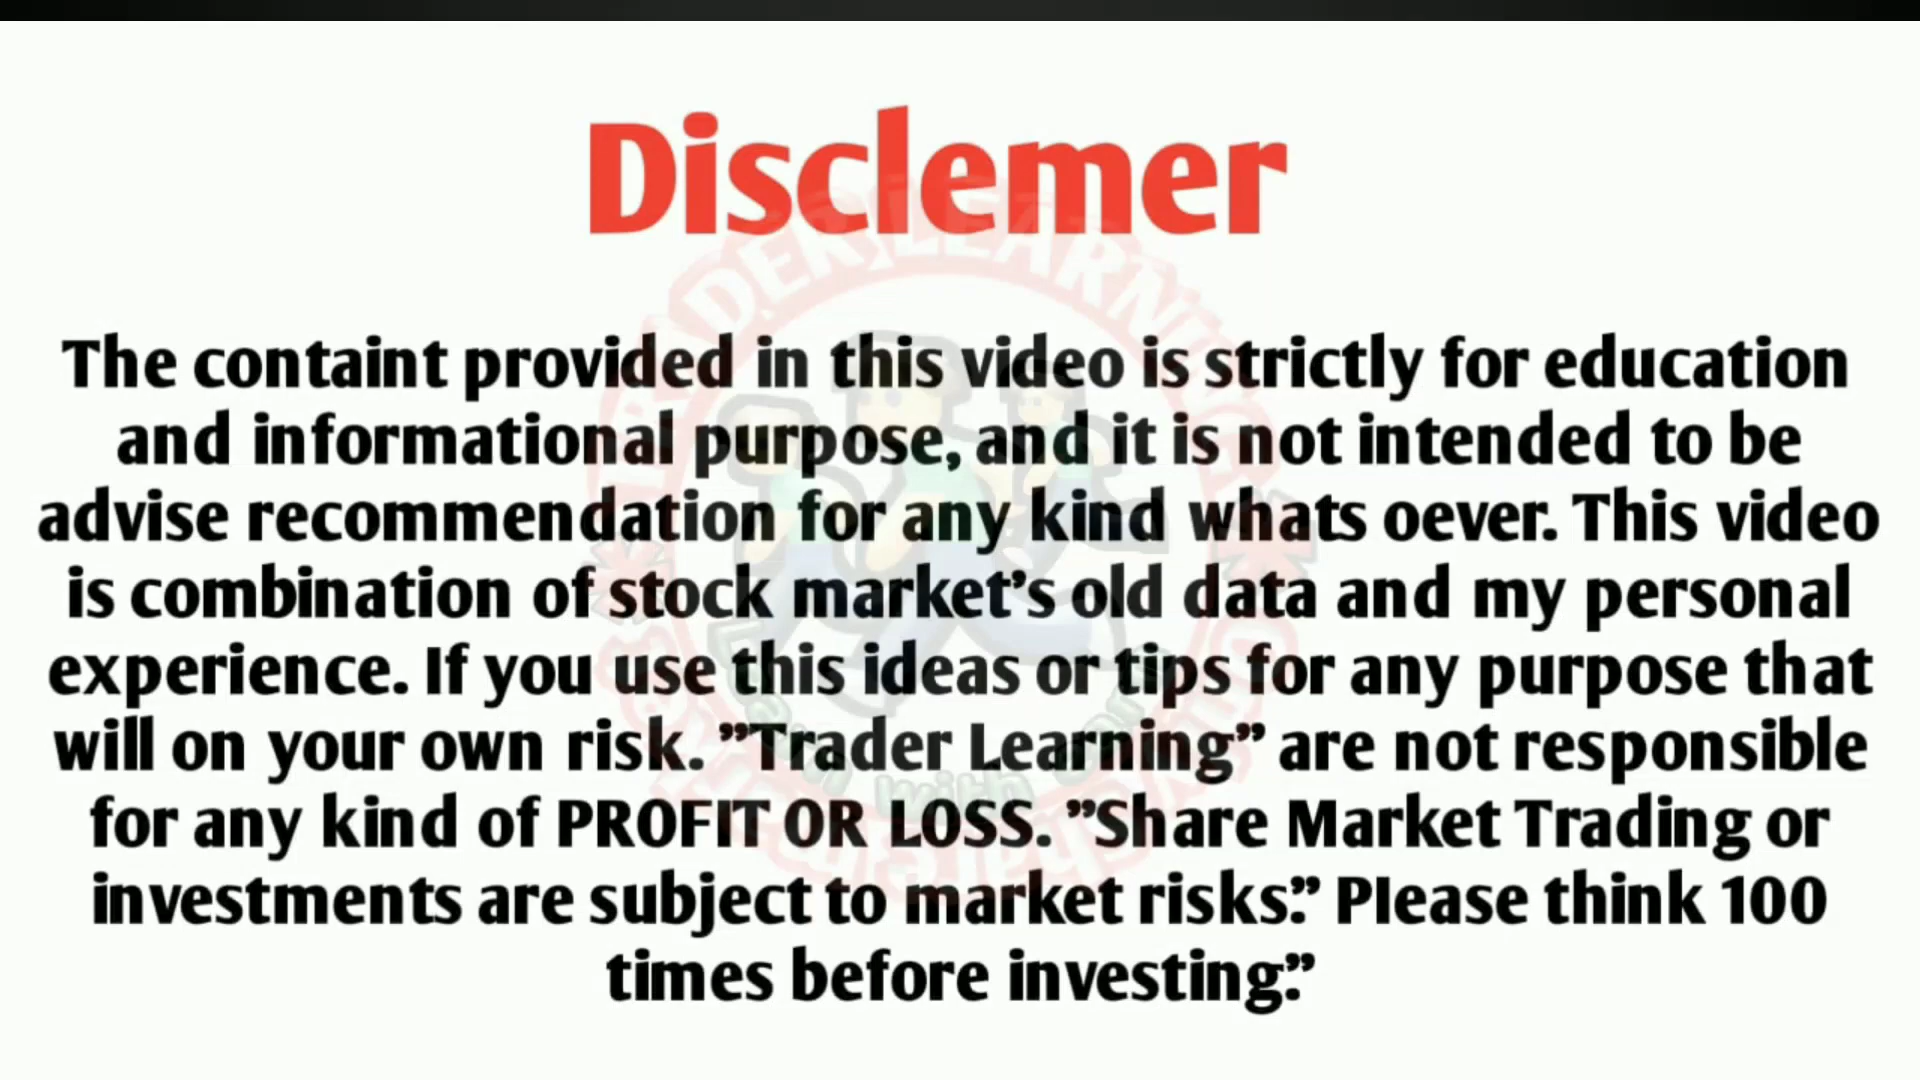 Disclemer
The containt provided in this video is strictly for education
and informational purpose, and it is not intended to be
advise recommendation for any kind whats oever. This video
is combination of stock market's old data and my personal
experience. If you use this ideas or tips for any purpose that
will on your own risk. ”Trader Learning” are not responsible
for any kind of PROFIT OR LOSS. ”Share Market Trading or
investments are subject to market risks.” Please think 100
times before investing.”
TRADER LEARNING